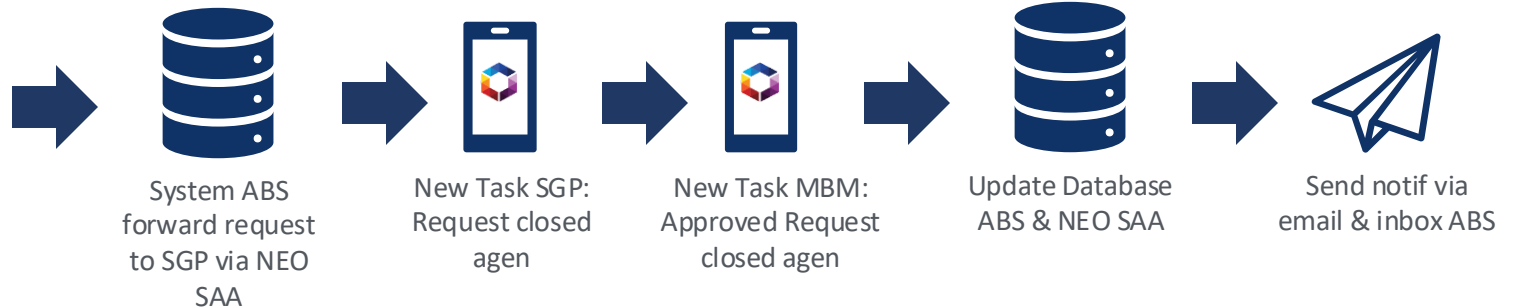 System ABS
forward request
to SGP via NEO
SAA
New Task SGP:
Request closed
agen
New Task MBM:
Approved Request
closed agen
Update Database
ABS & NEO SAA
Send notif via
email & inbox ABS